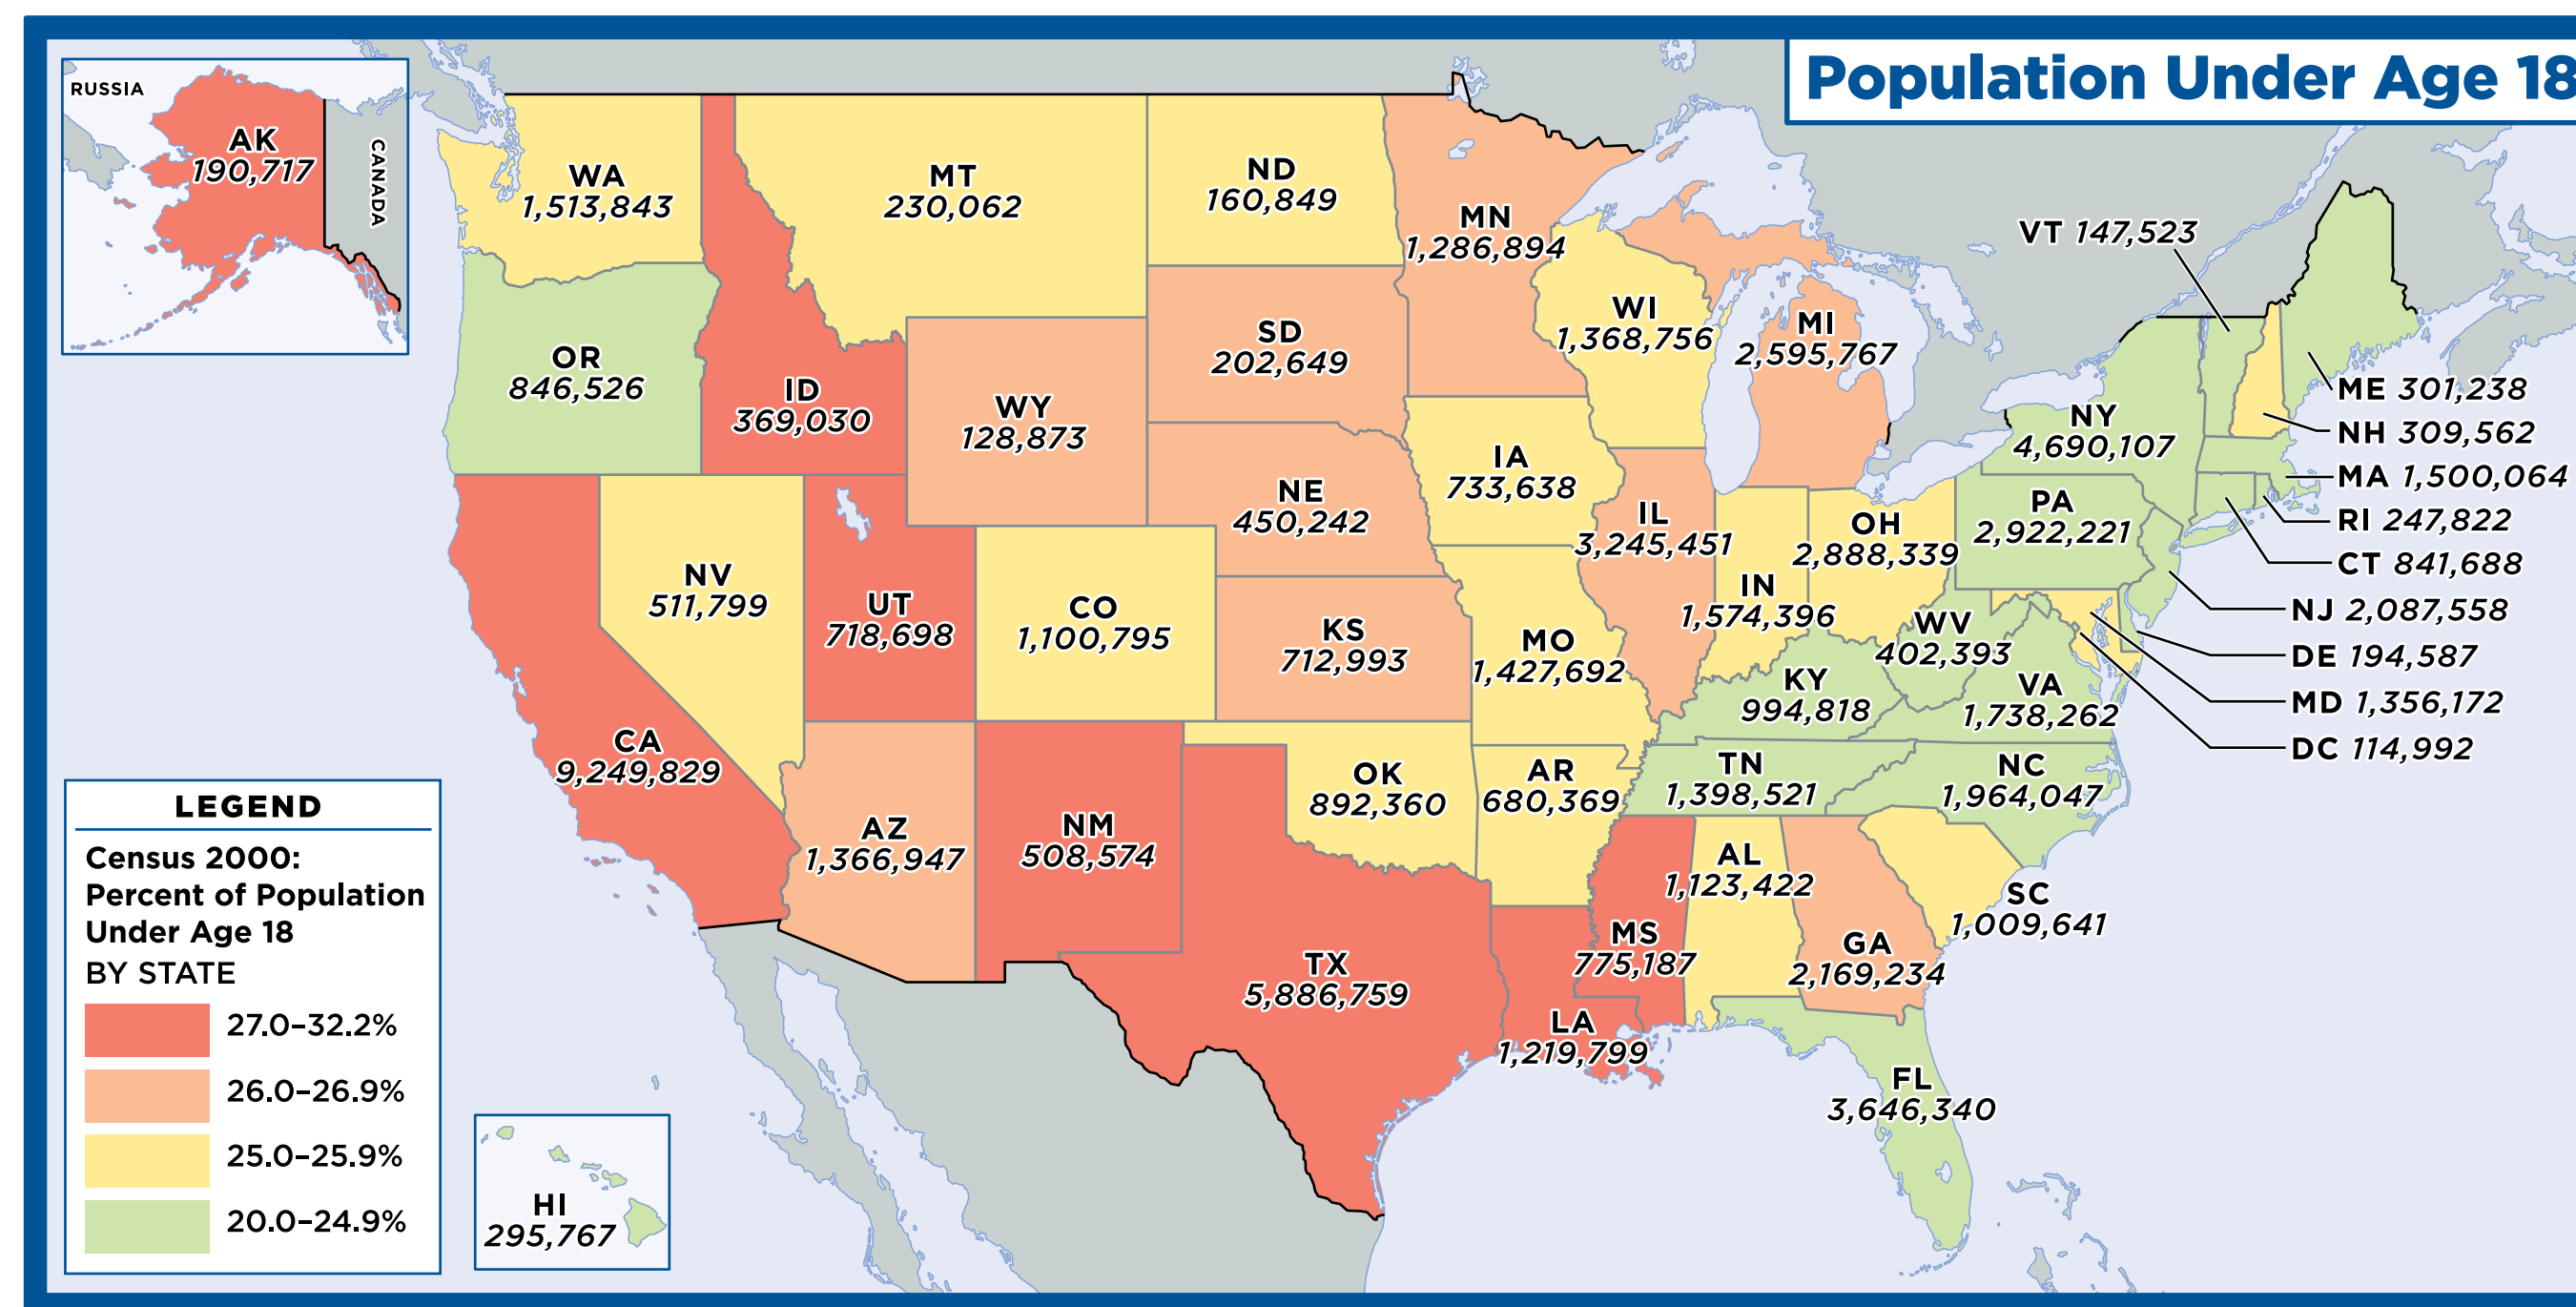 Population Under Age 18
RUSSIA
CANADA
AK
190,717
WA
1,513,843
MT
230,062
ND
160,849
MN
1,286,894
VT 147,523
OR
846,526
ID
369,030
WY
128,873
SD
202,649
WI
1,368,756
MI
2,595,767
NY
4,690,107
ME 301,238
NH 309,562
MA 1,500,064
RI 247,822
CT 841,688
NJ 2,087,558
DE 194,587
MD 1,356,172
DC 114,992
NE
450,242
IA
733,638
IL
3,245,451
IN
1,574,396
OH
2,888,339
PA
2,922,221
NV
511,799
UT
718,698
CO
1,100,795
KS
712,993
MO
1,427,692
KY
994,818
WV
402,393
VA
1,738,262
CA
9,249,829
AZ
1,366,947
NM
508,574
OK
892,360
AR
680,369
TN
1,398,521
NC
1,964,047
TX
5,886,759
LA
1,219,799
MS
775,187
AL
1,123,422
GA
2,169,234
SC
1,009,641
FL
3,646,340
HI
295,767
LEGEND
Census 2000:
Percent of Population
Under Age 18
BY STATE
27.0–32.2%
26.0–26.9%
25.0–25.9%
20.0–24.9%